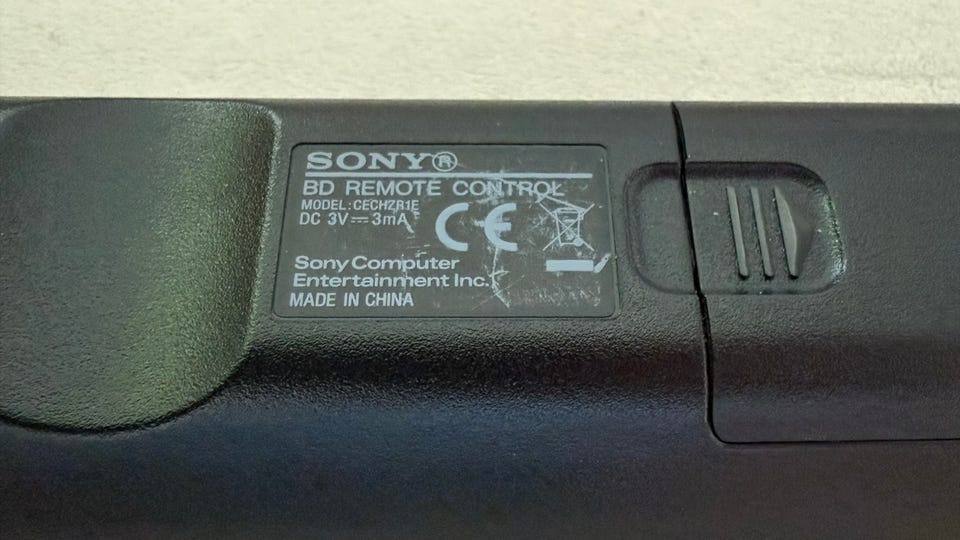 SONY®
BD REMOTE CONTROL
MODEL:CECHZR1E
DC 3V⎓3mA
CE
Sony Computer
Entertainment Inc.
MADE IN CHINA